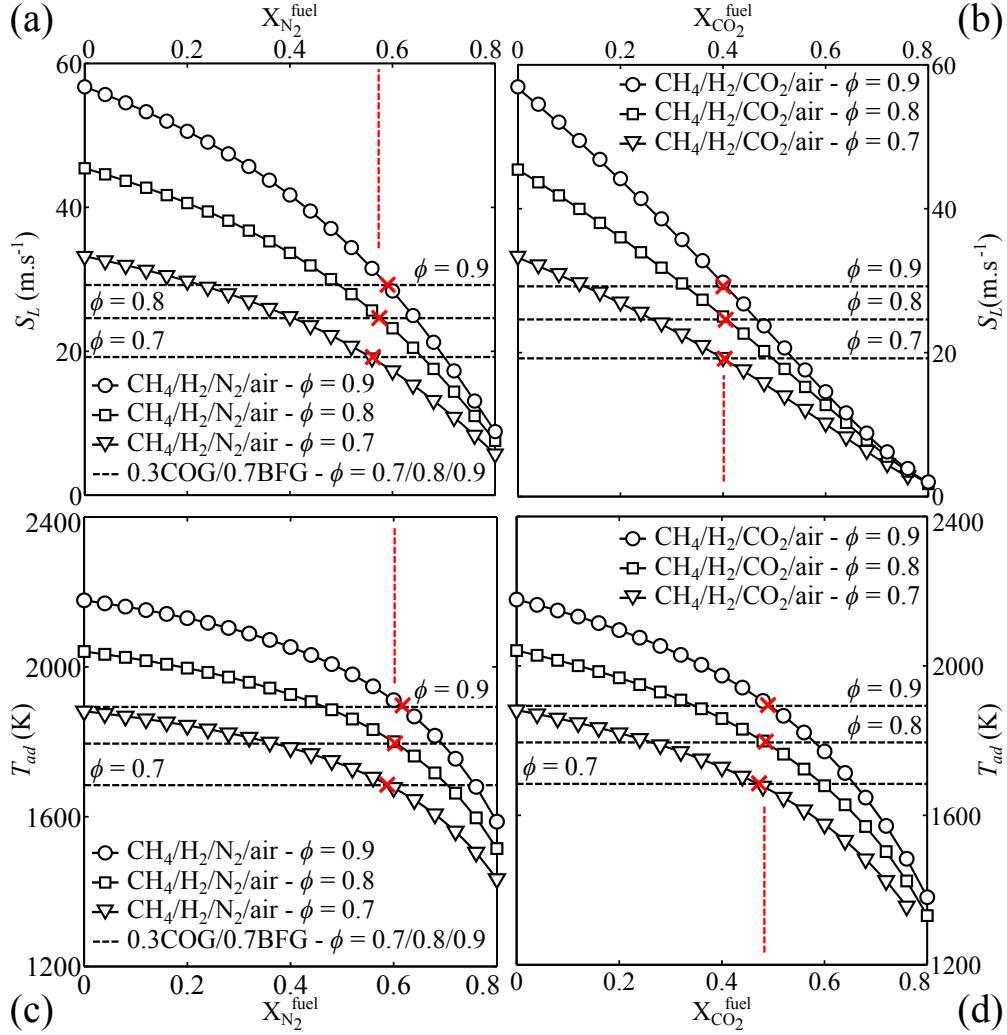 (a)
X_N₂^fuel
0 0.2 0.4 0.6 0.8
60
40
20
0
S_L (m.s⁻¹)
ϕ = 0.9
ϕ = 0.8
ϕ = 0.7
CH₄/H₂/N₂/air - ϕ = 0.9
CH₄/H₂/N₂/air - ϕ = 0.8
CH₄/H₂/N₂/air - ϕ = 0.7
0.3COG/0.7BFG - ϕ = 0.7/0.8/0.9
(b)
X_CO₂^fuel
0 0.2 0.4 0.6 0.8
CH₄/H₂/CO₂/air - ϕ = 0.9
CH₄/H₂/CO₂/air - ϕ = 0.8
CH₄/H₂/CO₂/air - ϕ = 0.7
60
40
20
0
S_L (m.s⁻¹)
ϕ = 0.9
ϕ = 0.8
ϕ = 0.7
2400
2000
1600
1200
T_ad (K)
ϕ = 0.9
ϕ = 0.7
CH₄/H₂/N₂/air - ϕ = 0.9
CH₄/H₂/N₂/air - ϕ = 0.8
CH₄/H₂/N₂/air - ϕ = 0.7
0.3COG/0.7BFG - ϕ = 0.7/0.8/0.9
0 0.2 0.4 0.6 0.8
X_N₂^fuel
(c)
CH₄/H₂/CO₂/air - ϕ = 0.9
CH₄/H₂/CO₂/air - ϕ = 0.8
CH₄/H₂/CO₂/air - ϕ = 0.7
2400
2000
1600
1200
T_ad (K)
ϕ = 0.9
ϕ = 0.8
ϕ = 0.7
0 0.2 0.4 0.6 0.8
X_CO₂^fuel
(d)